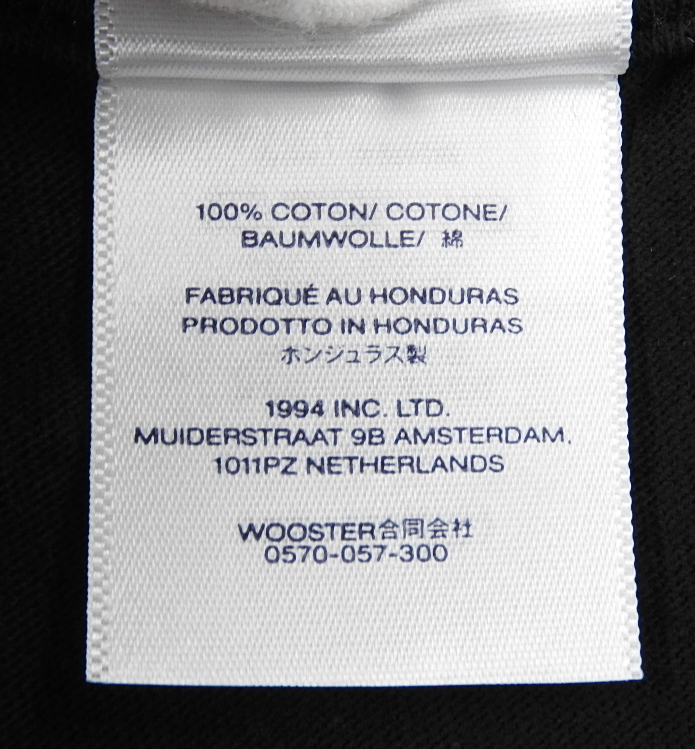 100% COTON/ COTONE/
BAUMWOLLE/ 綿
FABRIQUÉ AU HONDURAS
PRODOTTO IN HONDURAS
ホンジュラス製
1994 INC. LTD.
MUIDERSTRAAT 9B AMSTERDAM.
1011PZ NETHERLANDS
WOOSTER合同会社
0570-057-300